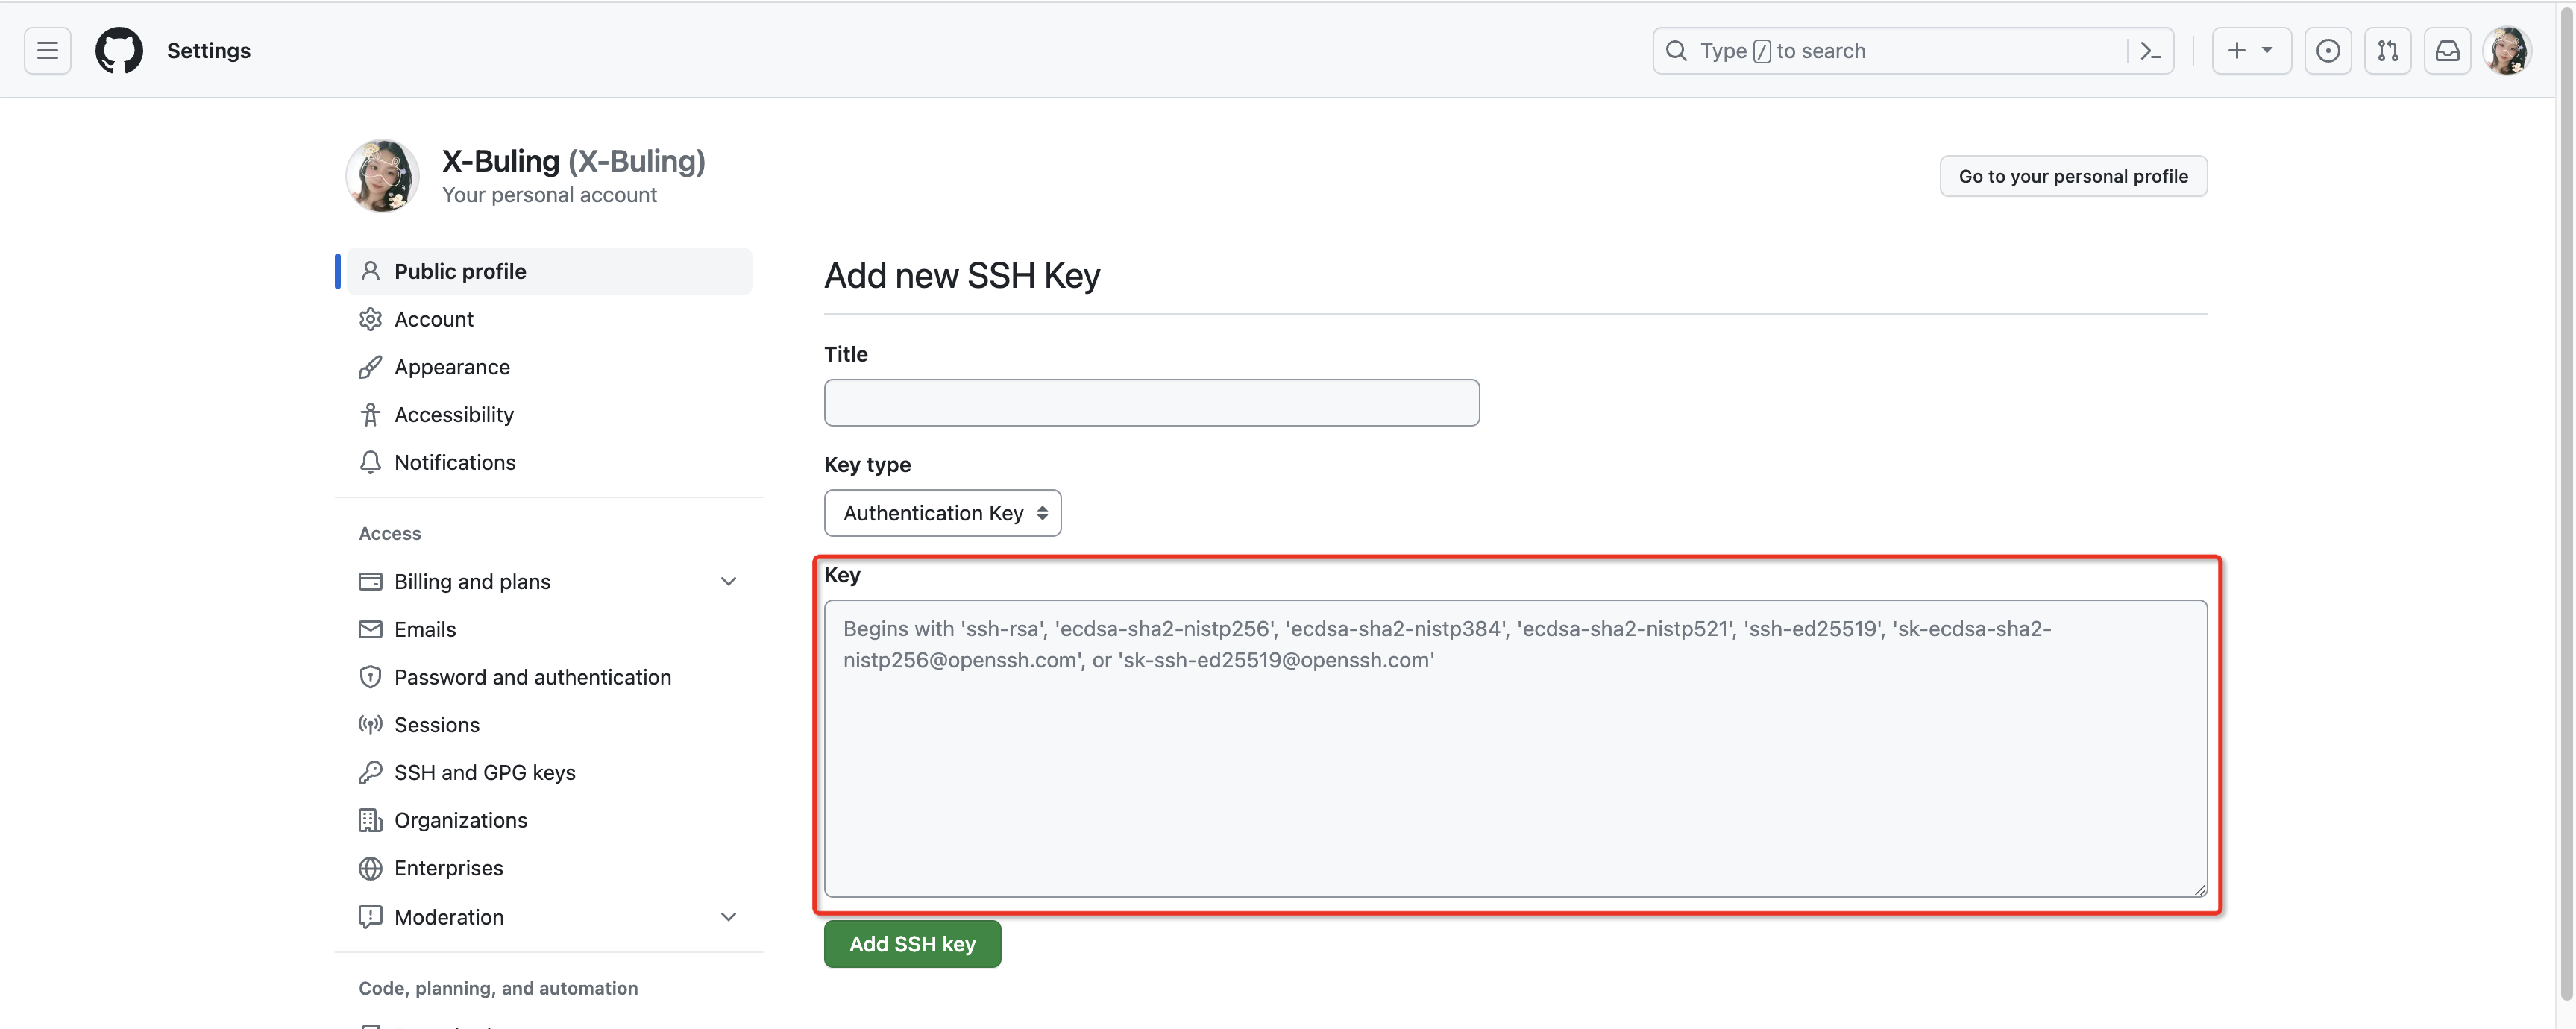 Settings
Type / to search
X-Buling (X-Buling)
Your personal account
Go to your personal profile
Public profile
Account
Appearance
Accessibility
Notifications
Access
Billing and plans
Emails
Password and authentication
Sessions
SSH and GPG keys
Organizations
Enterprises
Moderation
Code, planning, and automation
Add new SSH Key
Title
Key type
Authentication Key
Key
Begins with 'ssh-rsa', 'ecdsa-sha2-nistp256', 'ecdsa-sha2-nistp384', 'ecdsa-sha2-nistp521', 'ssh-ed25519', 'sk-ecdsa-sha2-
nistp256@openssh.com', or 'sk-ssh-ed25519@openssh.com'
Add SSH key